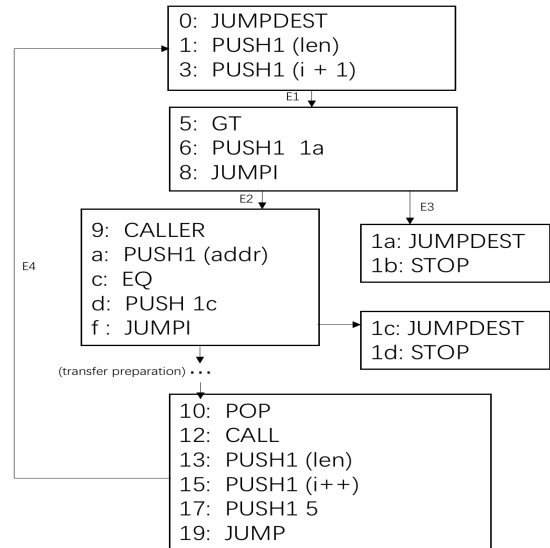 0: JUMPDEST
1: PUSH1 (len)
3: PUSH1 (i + 1)
E1
5: GT
6: PUSH1 1a
8: JUMPI
E2
E3
E4
9: CALLER
a: PUSH1 (addr)
c: EQ
d: PUSH 1c
f : JUMPI
1a: JUMPDEST
1b: STOP
1c: JUMPDEST
1d: STOP
(transfer preparation) ···
10: POP
12: CALL
13: PUSH1 (len)
15: PUSH1 (i++)
17: PUSH1 5
19: JUMP